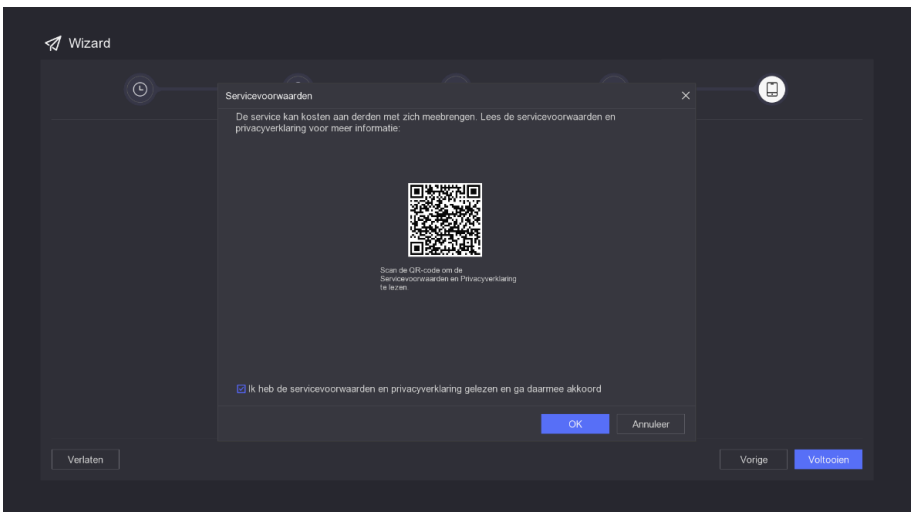 Wizard
Servicevoorwaarden
De service kan kosten aan derden met zich meebrengen. Lees de servicevoorwaarden en
privacyverklaring voor meer informatie:
Scan de QR-code om de
Servicevoorwaarden en Privacyverklaring
te lezen
Ik heb de servicevoorwaarden en privacyverklaring gelezen en ga daarmee akkoord
OK Annuleer
Verlaten Vorige Voltooien